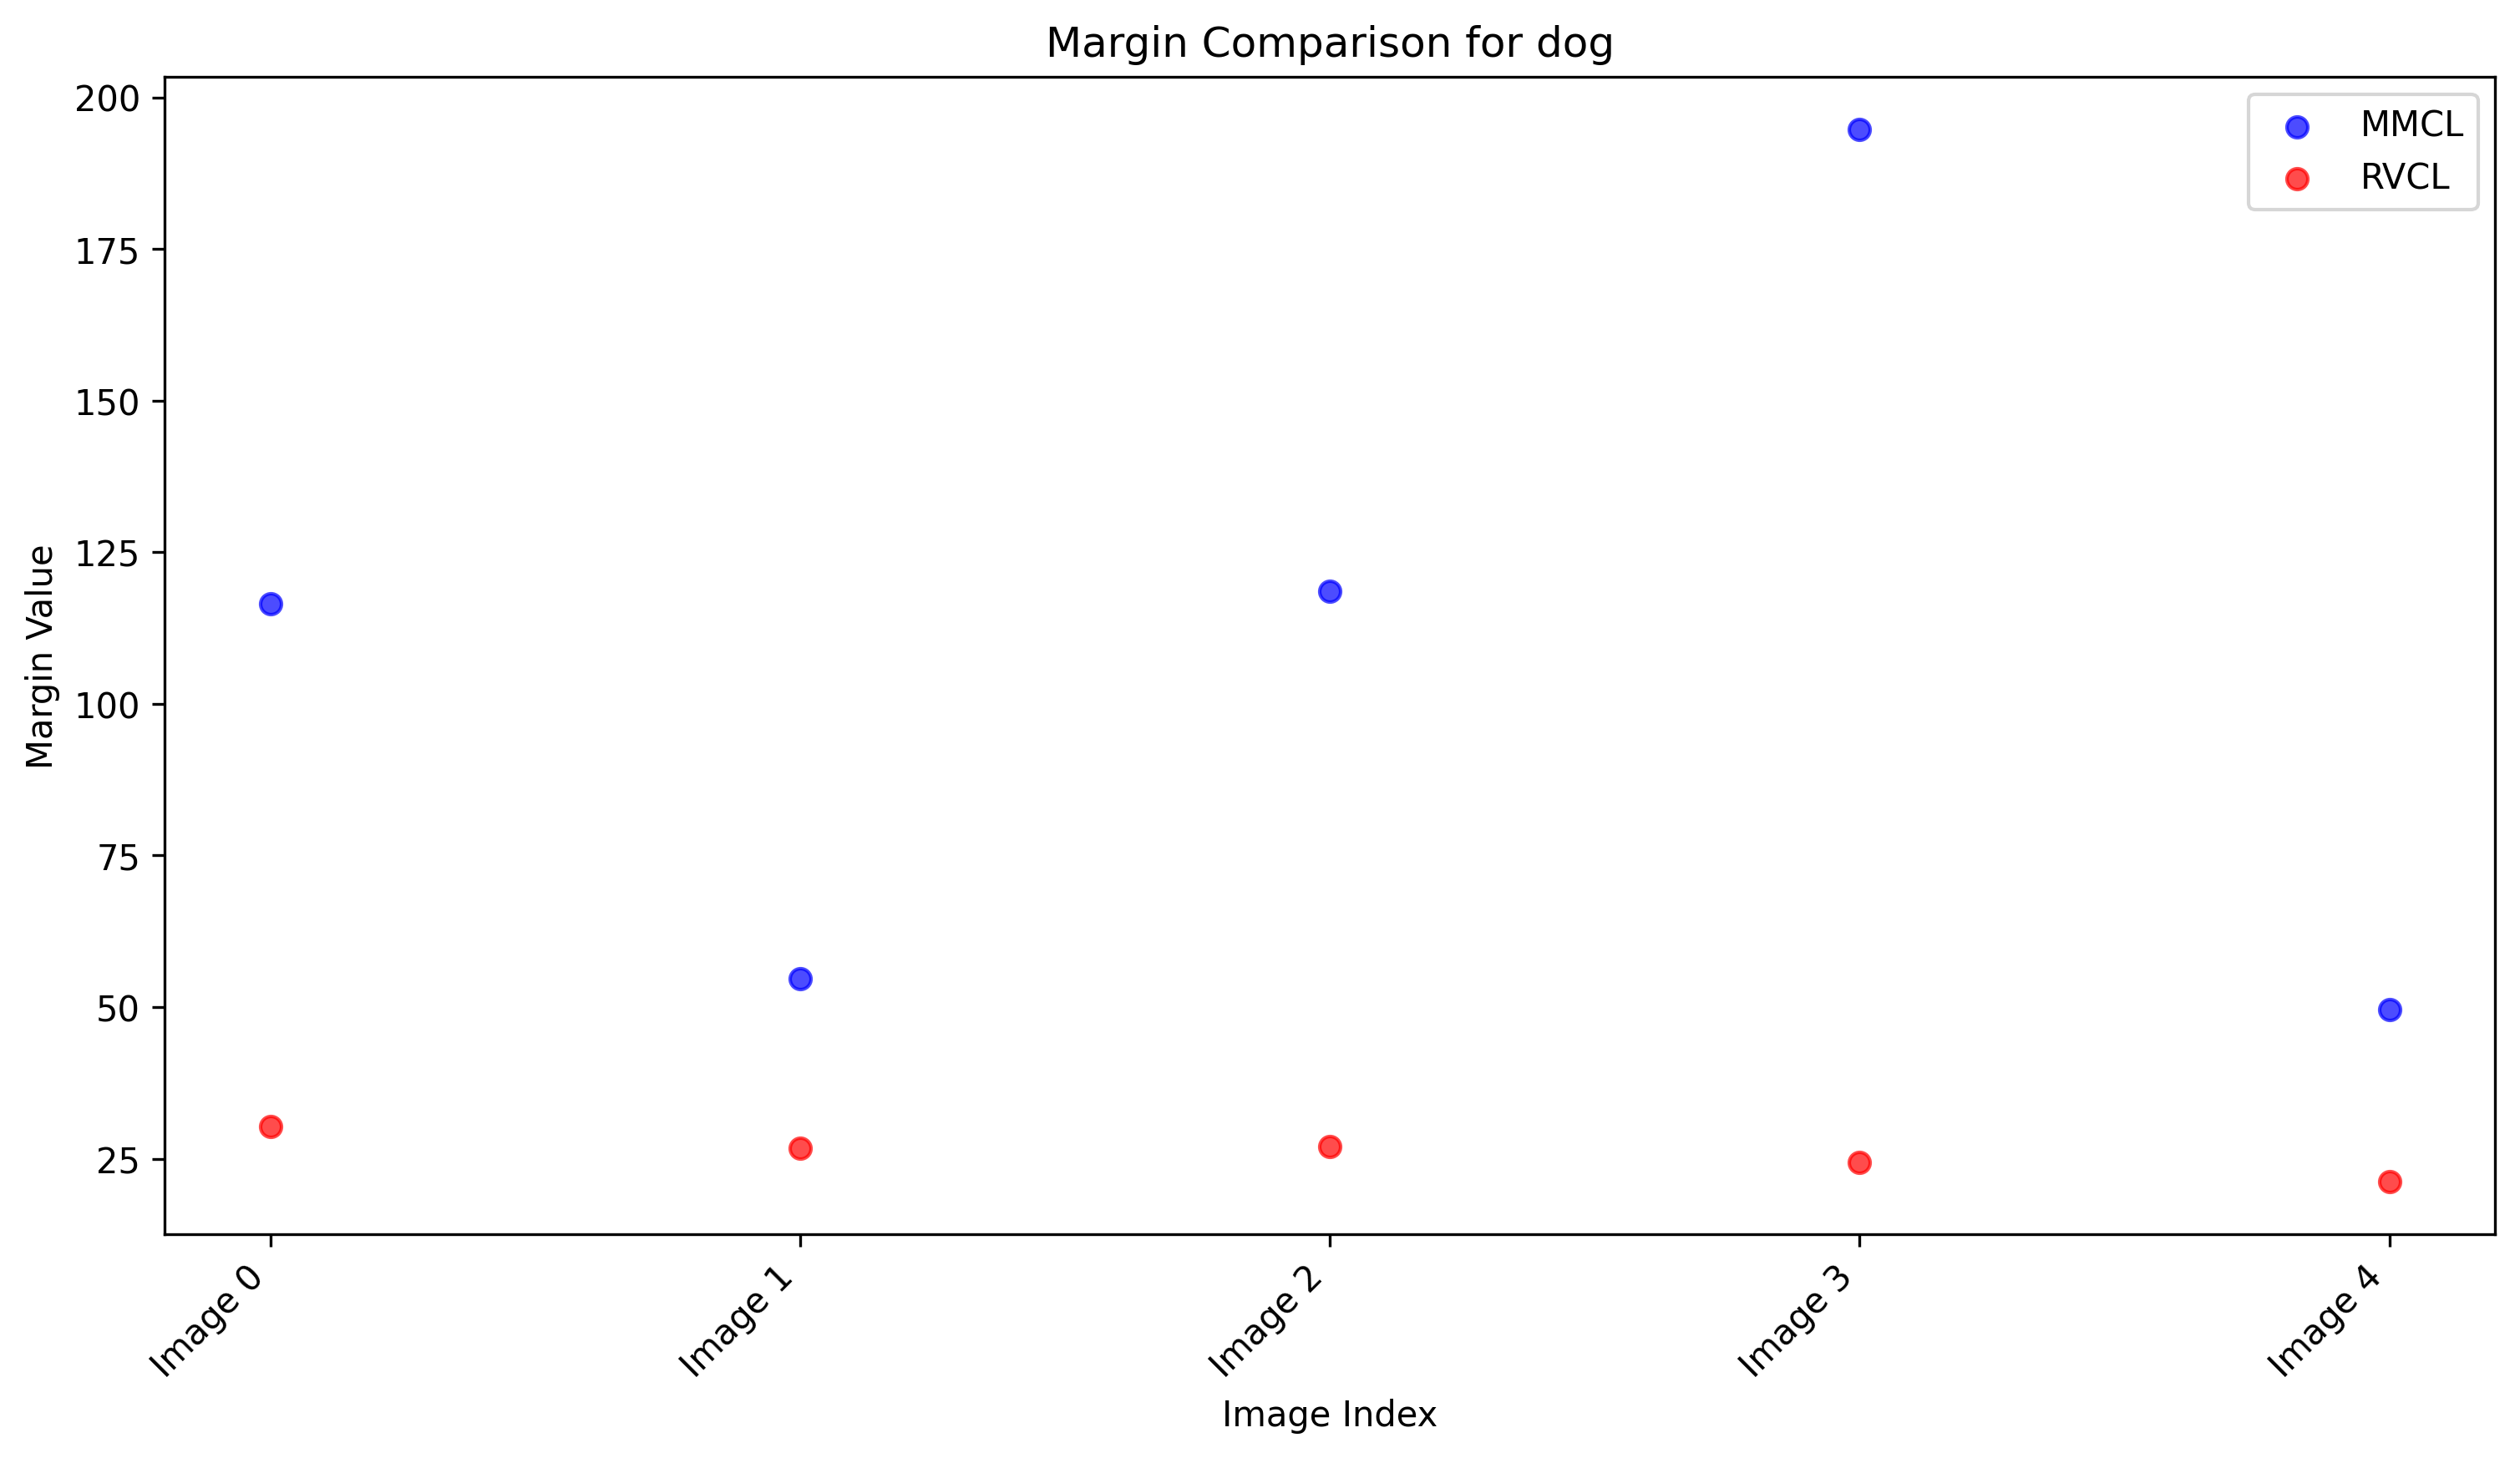 Margin Comparison for dog
MMCL
RVCL
Margin Value
200
175
150
125
100
75
50
25
Image 0
Image 1
Image 2
Image 3
Image 4
Image Index